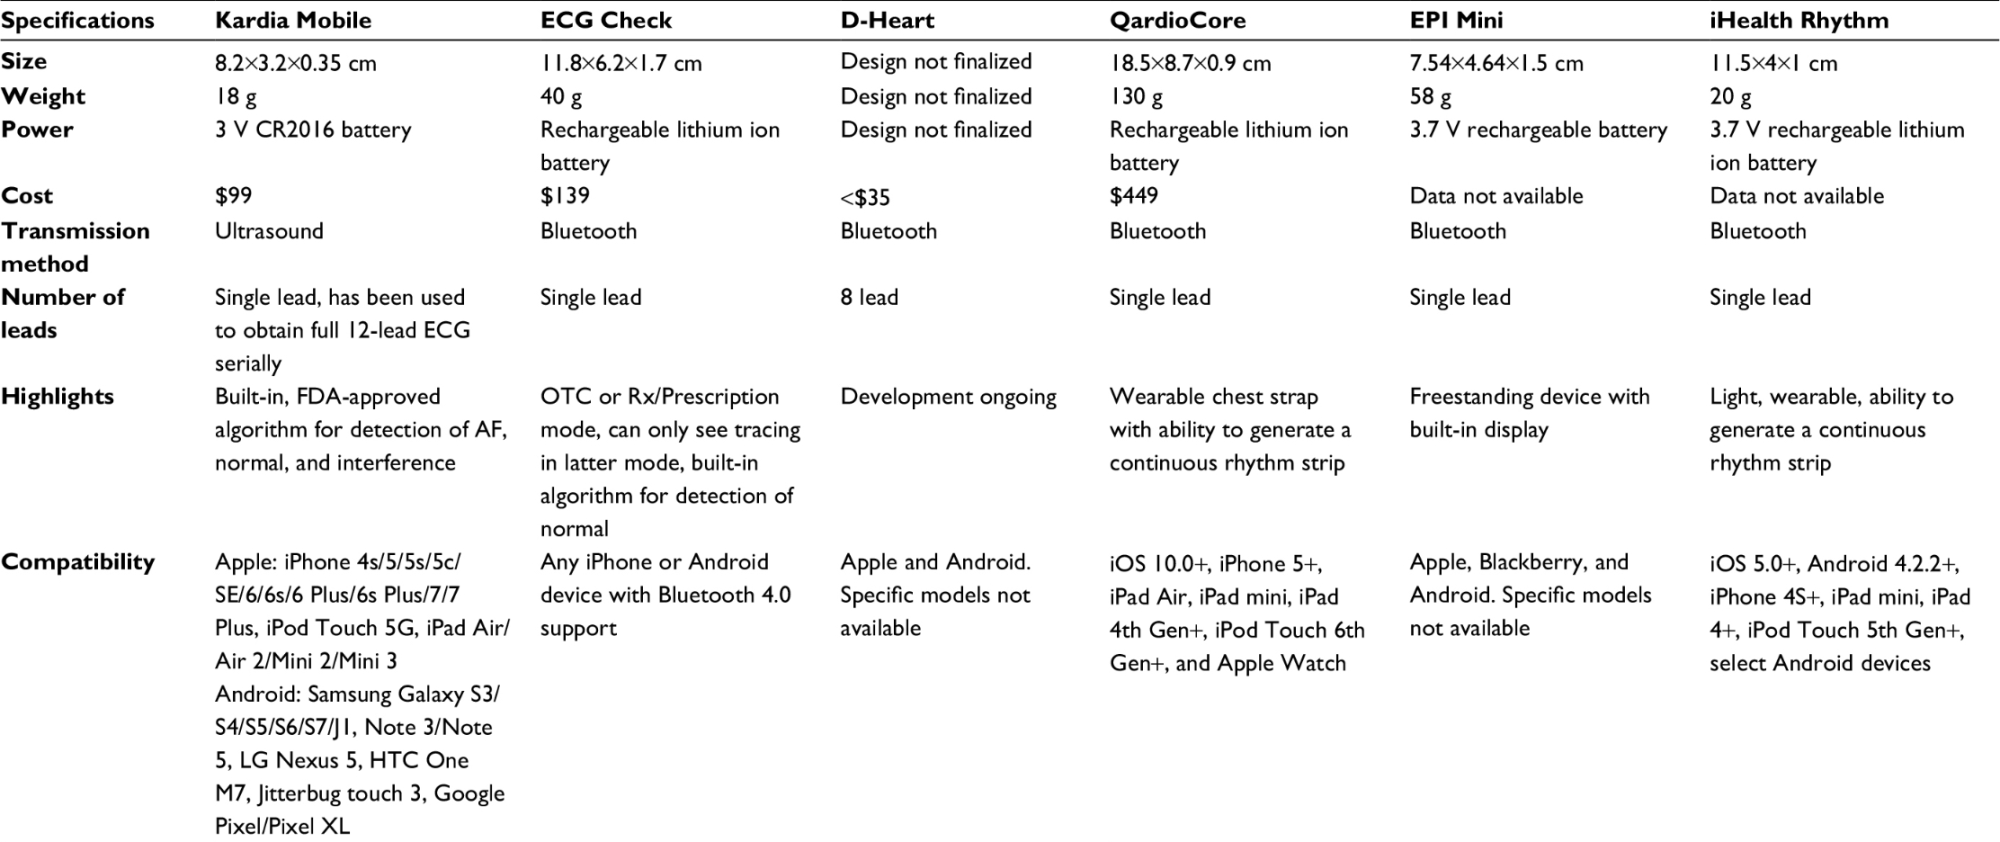 Specifications Kardia Mobile ECG Check D-Heart QardioCore EPI Mini iHealth Rhythm
Size 8.2×3.2×0.35 cm 11.8×6.2×1.7 cm Design not finalized 18.5×8.7×0.9 cm 7.54×4.64×1.5 cm 11.5×4×1 cm
Weight 18 g 40 g Design not finalized 130 g 58 g 20 g
Power 3 V CR2016 battery Rechargeable lithium ion Design not finalized Rechargeable lithium ion 3.7 V rechargeable battery 3.7 V rechargeable lithium
battery battery ion battery
Cost $99 $139 <$35 $449 Data not available Data not available
Transmission Ultrasound Bluetooth Bluetooth Bluetooth Bluetooth Bluetooth
method
Number of Single lead, has been used Single lead 8 lead Single lead Single lead Single lead
leads to obtain full 12-lead ECG
serially
Highlights Built-in, FDA-approved OTC or Rx/Prescription Development ongoing Wearable chest strap Freestanding device with Light, wearable, ability to
algorithm for detection of AF, mode, can only see tracing with ability to generate a built-in display generate a continuous
normal, and interference in latter mode, built-in continuous rhythm strip rhythm strip
algorithm for detection of
normal
Compatibility Apple: iPhone 4s/5/5s/5c/ Any iPhone or Android Apple and Android. iOS 10.0+, iPhone 5+, Apple, Blackberry, and iOS 5.0+, Android 4.2.2+,
SE/6/6s/6 Plus/6s Plus/7/7 device with Bluetooth 4.0 Specific models not iPad Air, iPad mini, iPad Android. Specific models iPhone 4S+, iPad mini, iPad
Plus, iPod Touch 5G, iPad Air/ support available 4th Gen+, iPod Touch 6th not available 4+, iPod Touch 5th Gen+,
Air 2/Mini 2/Mini 3 Gen+, and Apple Watch select Android devices
Android: Samsung Galaxy S3/
S4/S5/S6/S7/J1, Note 3/Note
5, LG Nexus 5, HTC One
M7, Jitterbug touch 3, Google
Pixel/Pixel XL